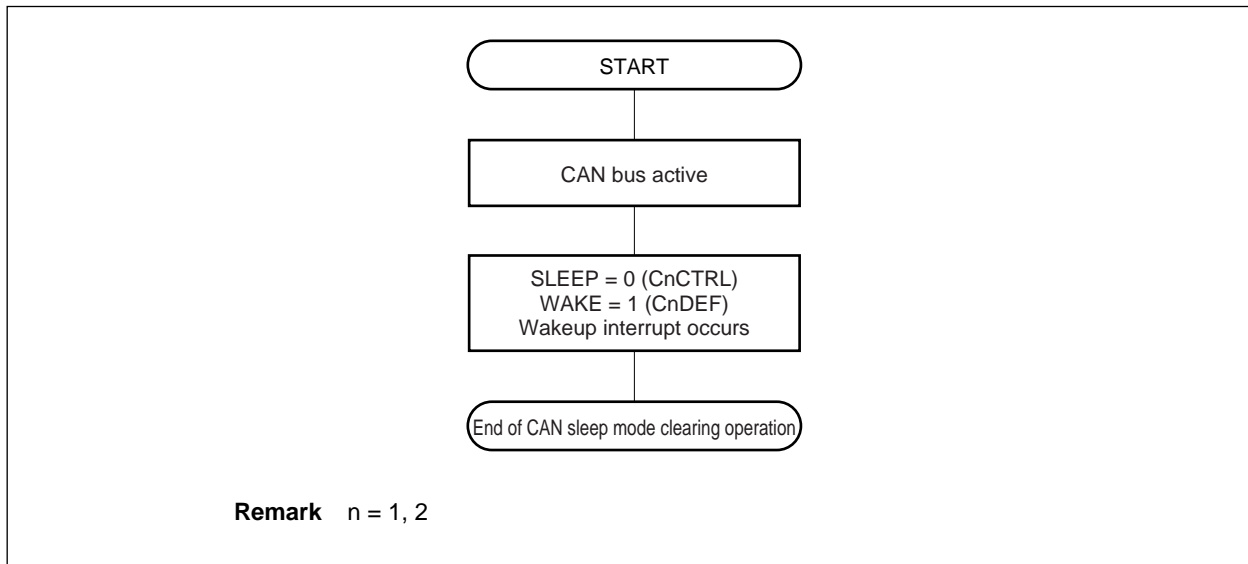 START
CAN bus active
SLEEP = 0 (CnCTRL)
WAKE = 1 (CnDEF)
Wakeup interrupt occurs
End of CAN sleep mode clearing operation
Remark n = 1, 2